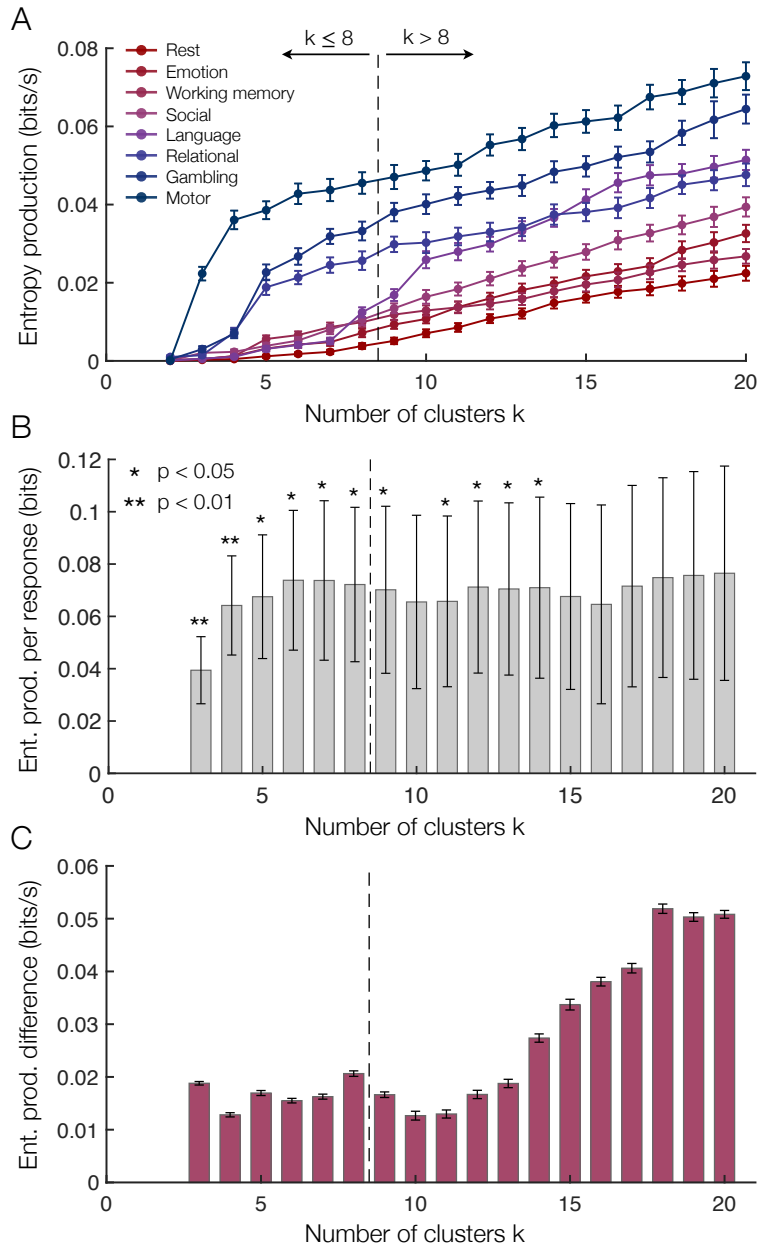 A
k ≤ 8
k > 8
Entropy production (bits/s)
0.08
0.06
0.04
0.02
0
Rest
Emotion
Working memory
Social
Language
Relational
Gambling
Motor
0
5
10
15
20
Number of clusters k
B
Ent. prod. per response (bits)
0.12
0.1
0.08
0.06
0.04
0.02
0
* p < 0.05
** p < 0.01
** ** * * * * * * * * *
0
5
10
15
20
Number of clusters k
C
Ent. prod. difference (bits/s)
0.06
0.05
0.04
0.03
0.02
0.01
0
0
5
10
15
20
Number of clusters k